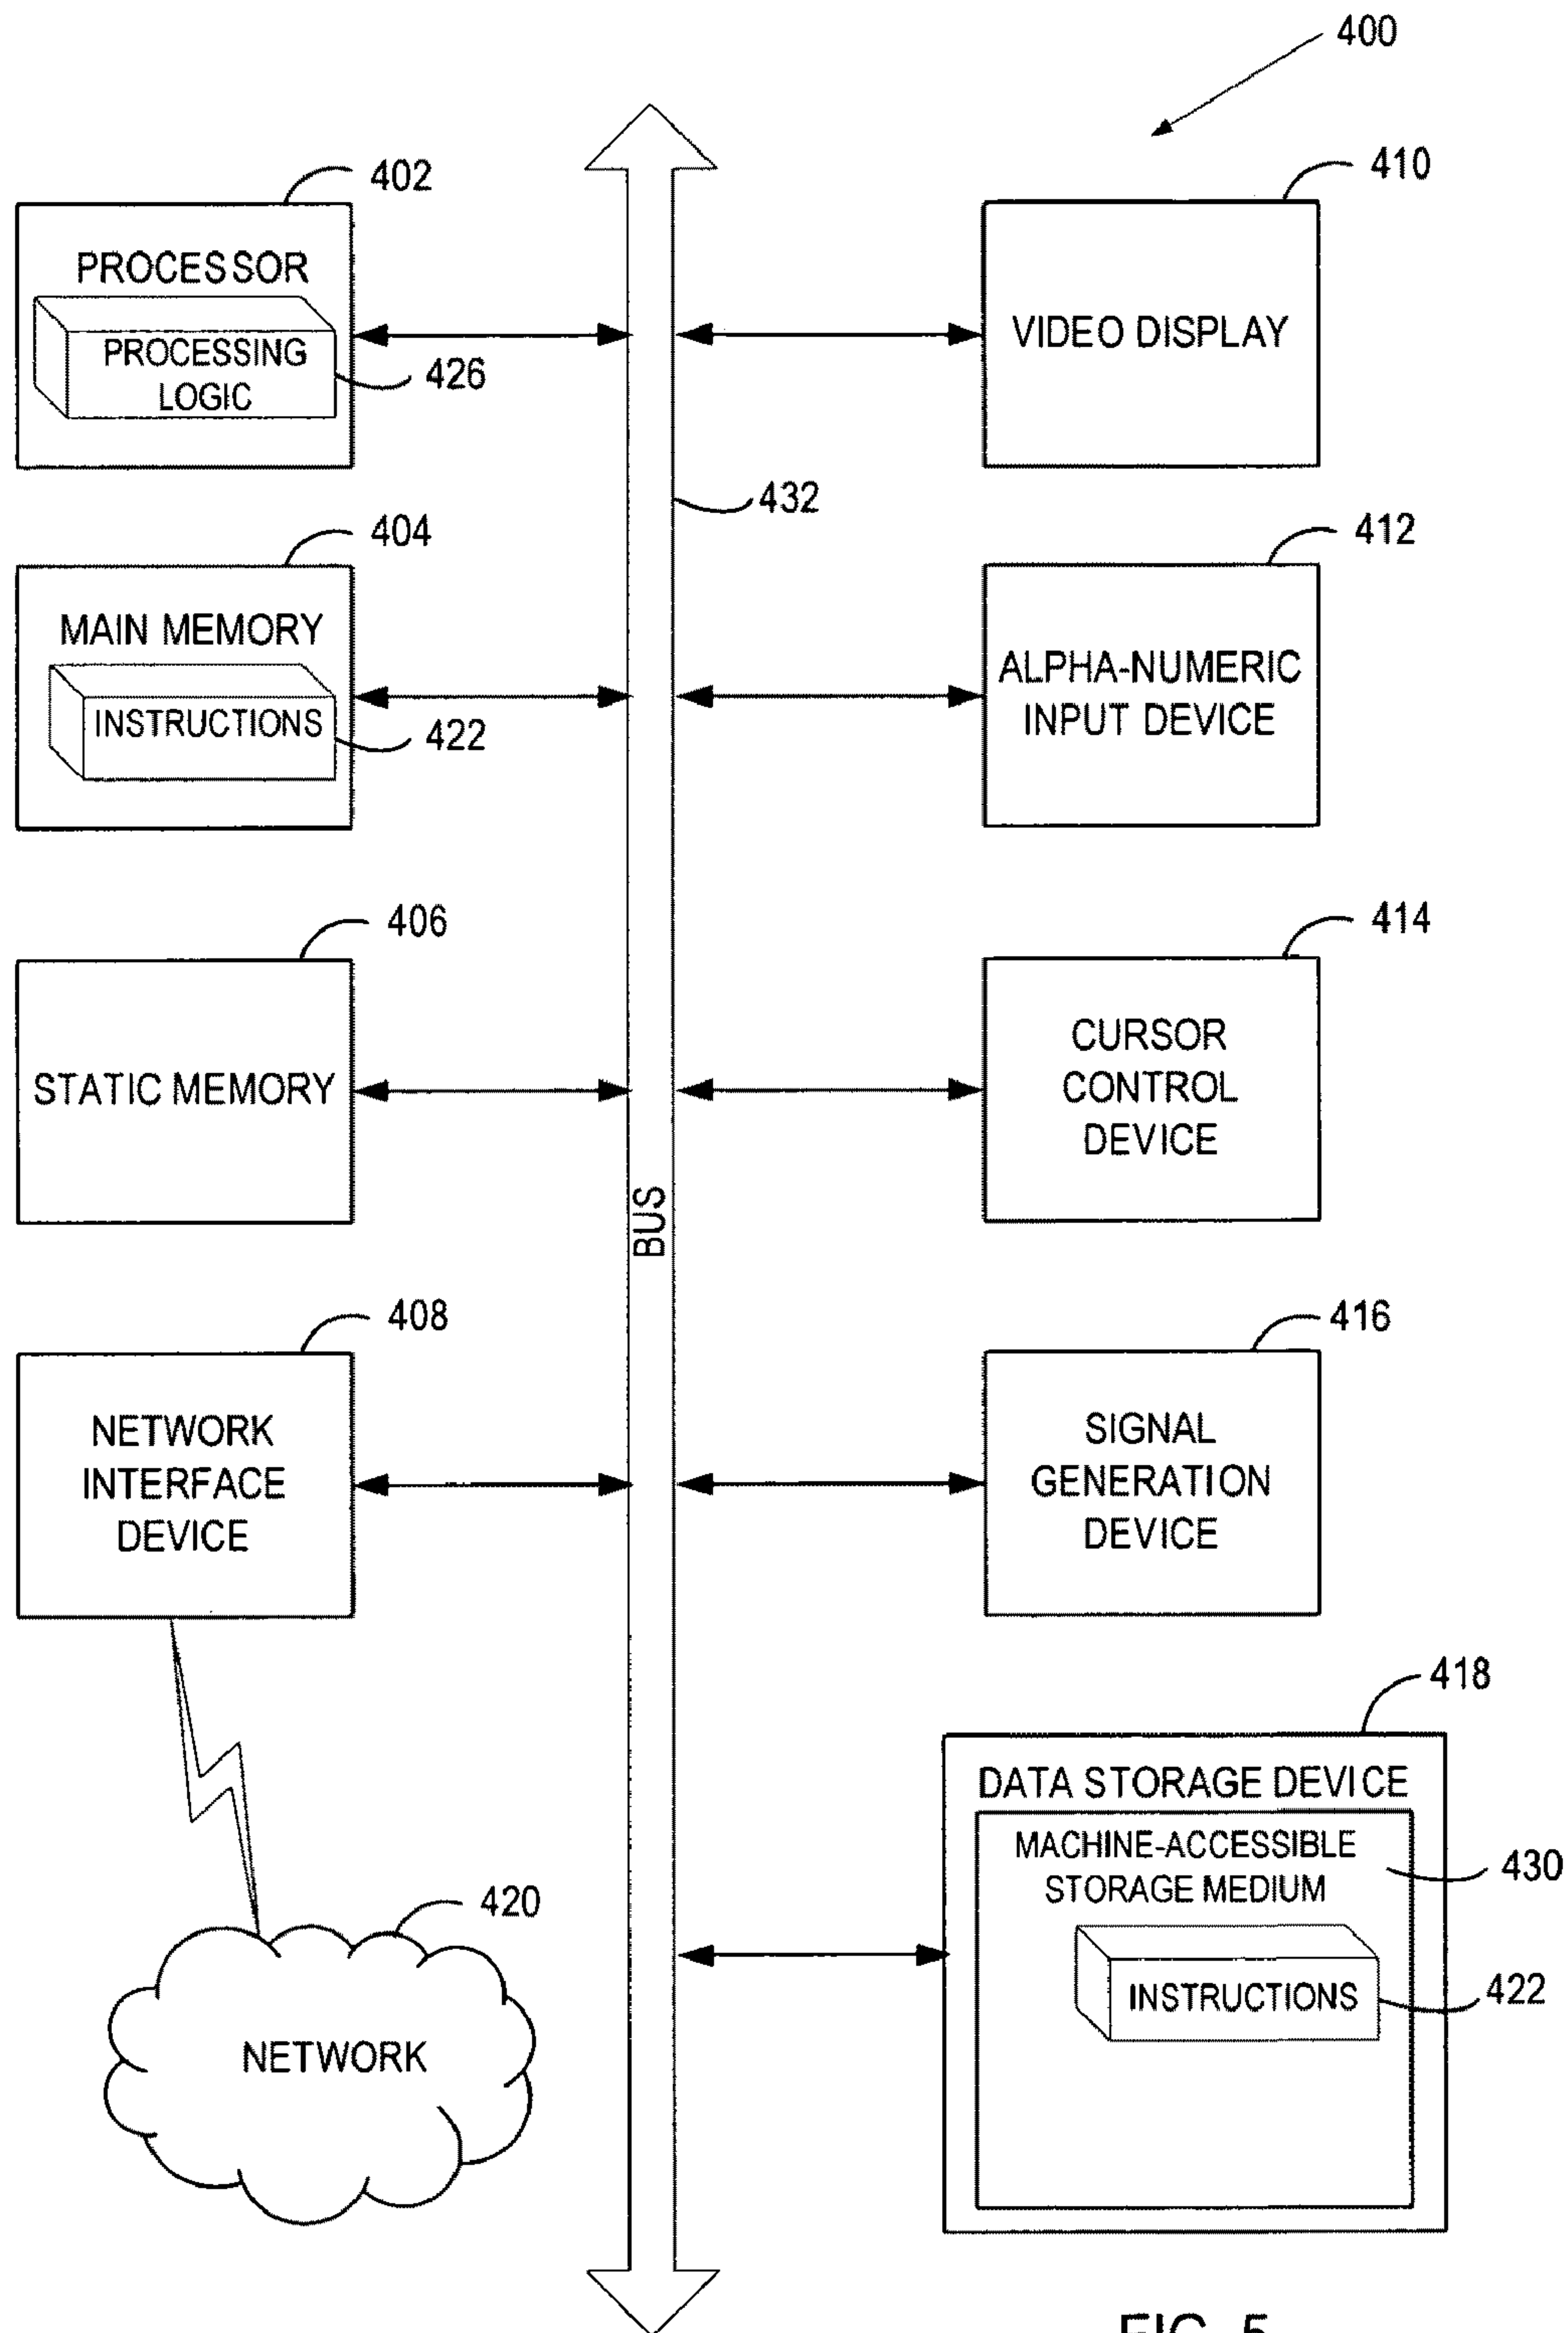 400
402
PROCESSOR
PROCESSING
LOGIC
426
410
VIDEO DISPLAY
432
404
MAIN MEMORY
INSTRUCTIONS
422
412
ALPHA-NUMERIC
INPUT DEVICE
406
STATIC MEMORY
414
CURSOR
CONTROL
DEVICE
BUS
408
NETWORK
INTERFACE
DEVICE
416
SIGNAL
GENERATION
DEVICE
418
DATA STORAGE DEVICE
MACHINE-ACCESSIBLE
STORAGE MEDIUM
430
INSTRUCTIONS
422
420
NETWORK
FIG. 5